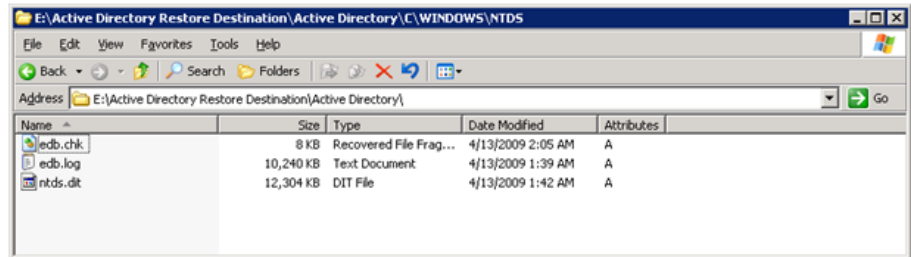 E:\Active Directory Restore Destination\Active Directory\C\WINDOWS\NTDS
File Edit View Favorites Tools Help
Back Search Folders
Address E:\Active Directory Restore Destination\Active Directory\ Go
Name Size Type Date Modified Attributes
edb.chk 8 KB Recovered File Frag... 4/13/2009 2:05 AM A
edb.log 10,240 KB Text Document 4/13/2009 1:39 AM A
ntds.dit 12,304 KB DIT File 4/13/2009 1:42 AM A